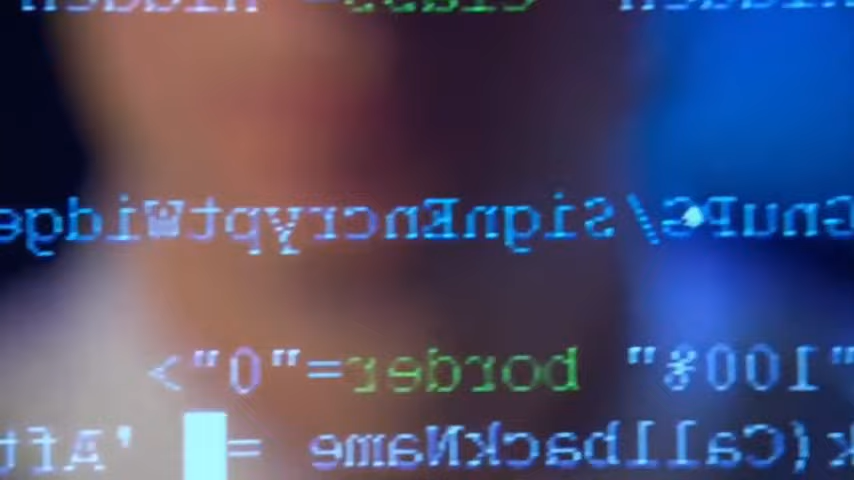 GnuPG/SignEncryptWidge
"100%" border="0">
k(CallbackName = 'Aft